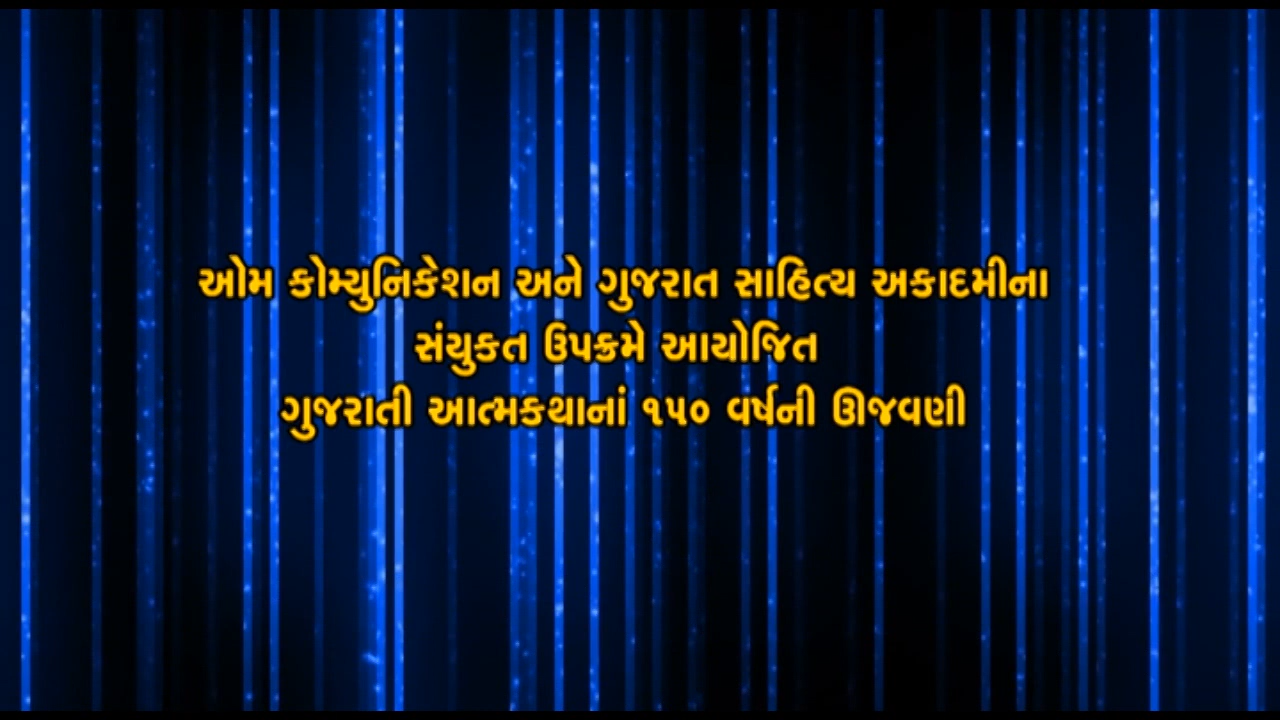 ઓમ કોમ્યુનિકેશન અને ગુજરાત સાહિત્ય અકાદમીના
સંયુકત ઉપક્રમે આયોજિત
ગુજરાતી આત્મકથાનાં ૧૫૦ વર્ષની ઊજવણી